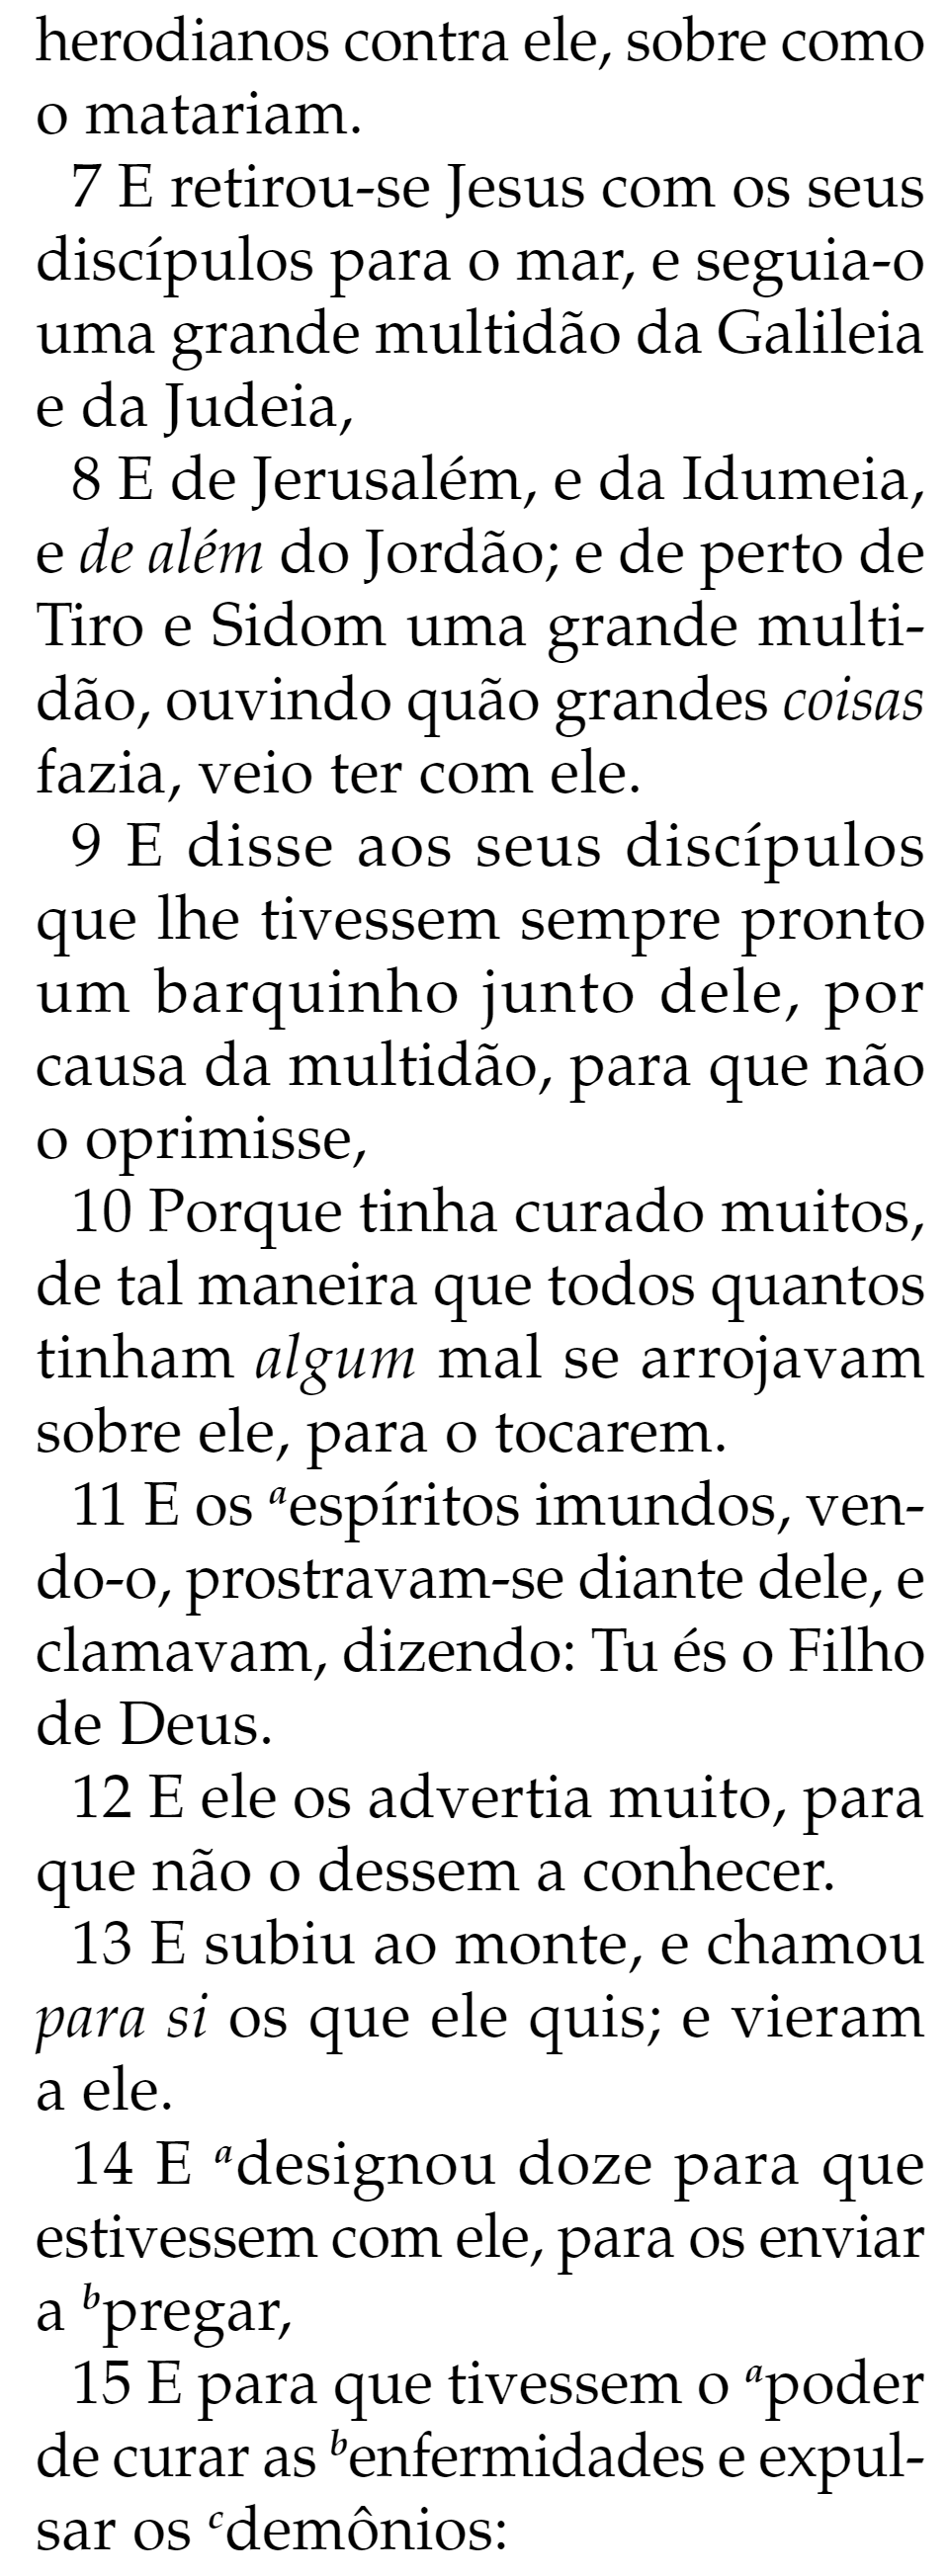 herodianos contra ele, sobre como
o matariam.
7 E retirou-se Jesus com os seus
discípulos para o mar, e seguia-o
uma grande multidão da Galileia
e da Judeia,
8 E de Jerusalém, e da Idumeia,
e de além do Jordão; e de perto de
Tiro e Sidom uma grande multi-
dão, ouvindo quão grandes coisas
fazia, veio ter com ele.
9 E disse aos seus discípulos
que lhe tivessem sempre pronto
um barquinho junto dele, por
causa da multidão, para que não
o oprimisse,
10 Porque tinha curado muitos,
de tal maneira que todos quantos
tinham algum mal se arrojavam
sobre ele, para o tocarem.
11 E os ᵃespíritos imundos, ven-
do-o, prostravam-se diante dele, e
clamavam, dizendo: Tu és o Filho
de Deus.
12 E ele os advertia muito, para
que não o dessem a conhecer.
13 E subiu ao monte, e chamou
para si os que ele quis; e vieram
a ele.
14 E ᵃdesignou doze para que
estivessem com ele, para os enviar
a ᵇpregar,
15 E para que tivessem o ᵃpoder
de curar as ᵇenfermidades e expul-
sar os ᶜdemônios: